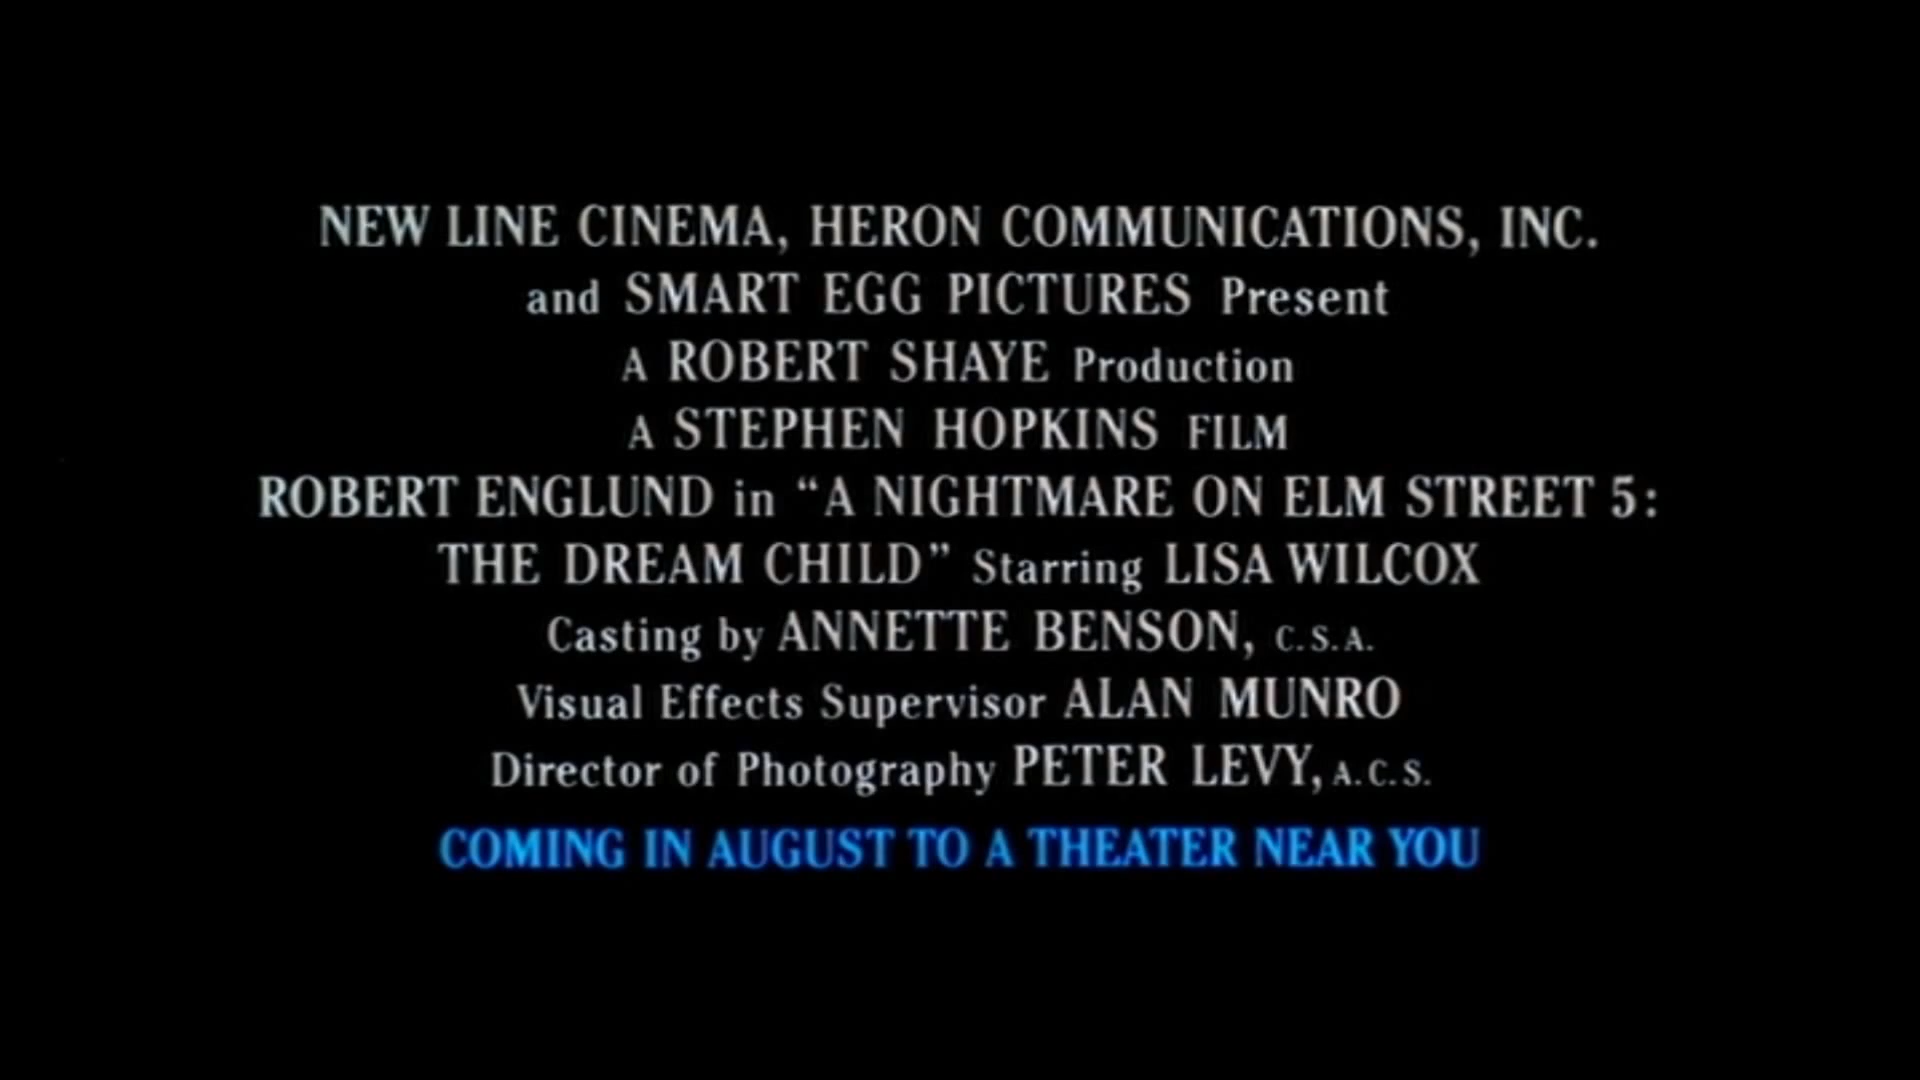 NEW LINE CINEMA, HERON COMMUNICATIONS, INC.
and SMART EGG PICTURES Present
A ROBERT SHAYE Production
A STEPHEN HOPKINS FILM
ROBERT ENGLUND in “A NIGHTMARE ON ELM STREET 5:
THE DREAM CHILD” Starring LISA WILCOX
Casting by ANNETTE BENSON, C.S.A.
Visual Effects Supervisor ALAN MUNRO
Director of Photography PETER LEVY, A.C.S.
COMING IN AUGUST TO A THEATER NEAR YOU